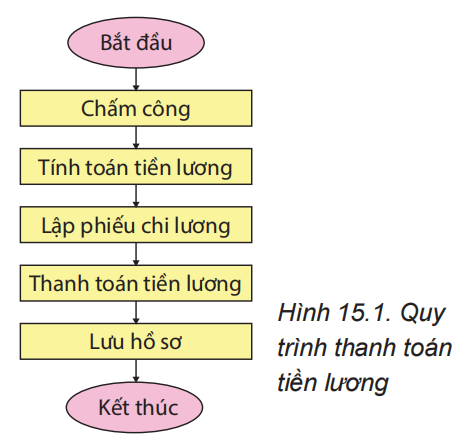 Bắt đầu
Chấm công
Tính toán tiền lương
Lập phiếu chi lương
Thanh toán tiền lương
Lưu hồ sơ
Kết thúc
Hình 15.1. Quy
trình thanh toán
tiền lương